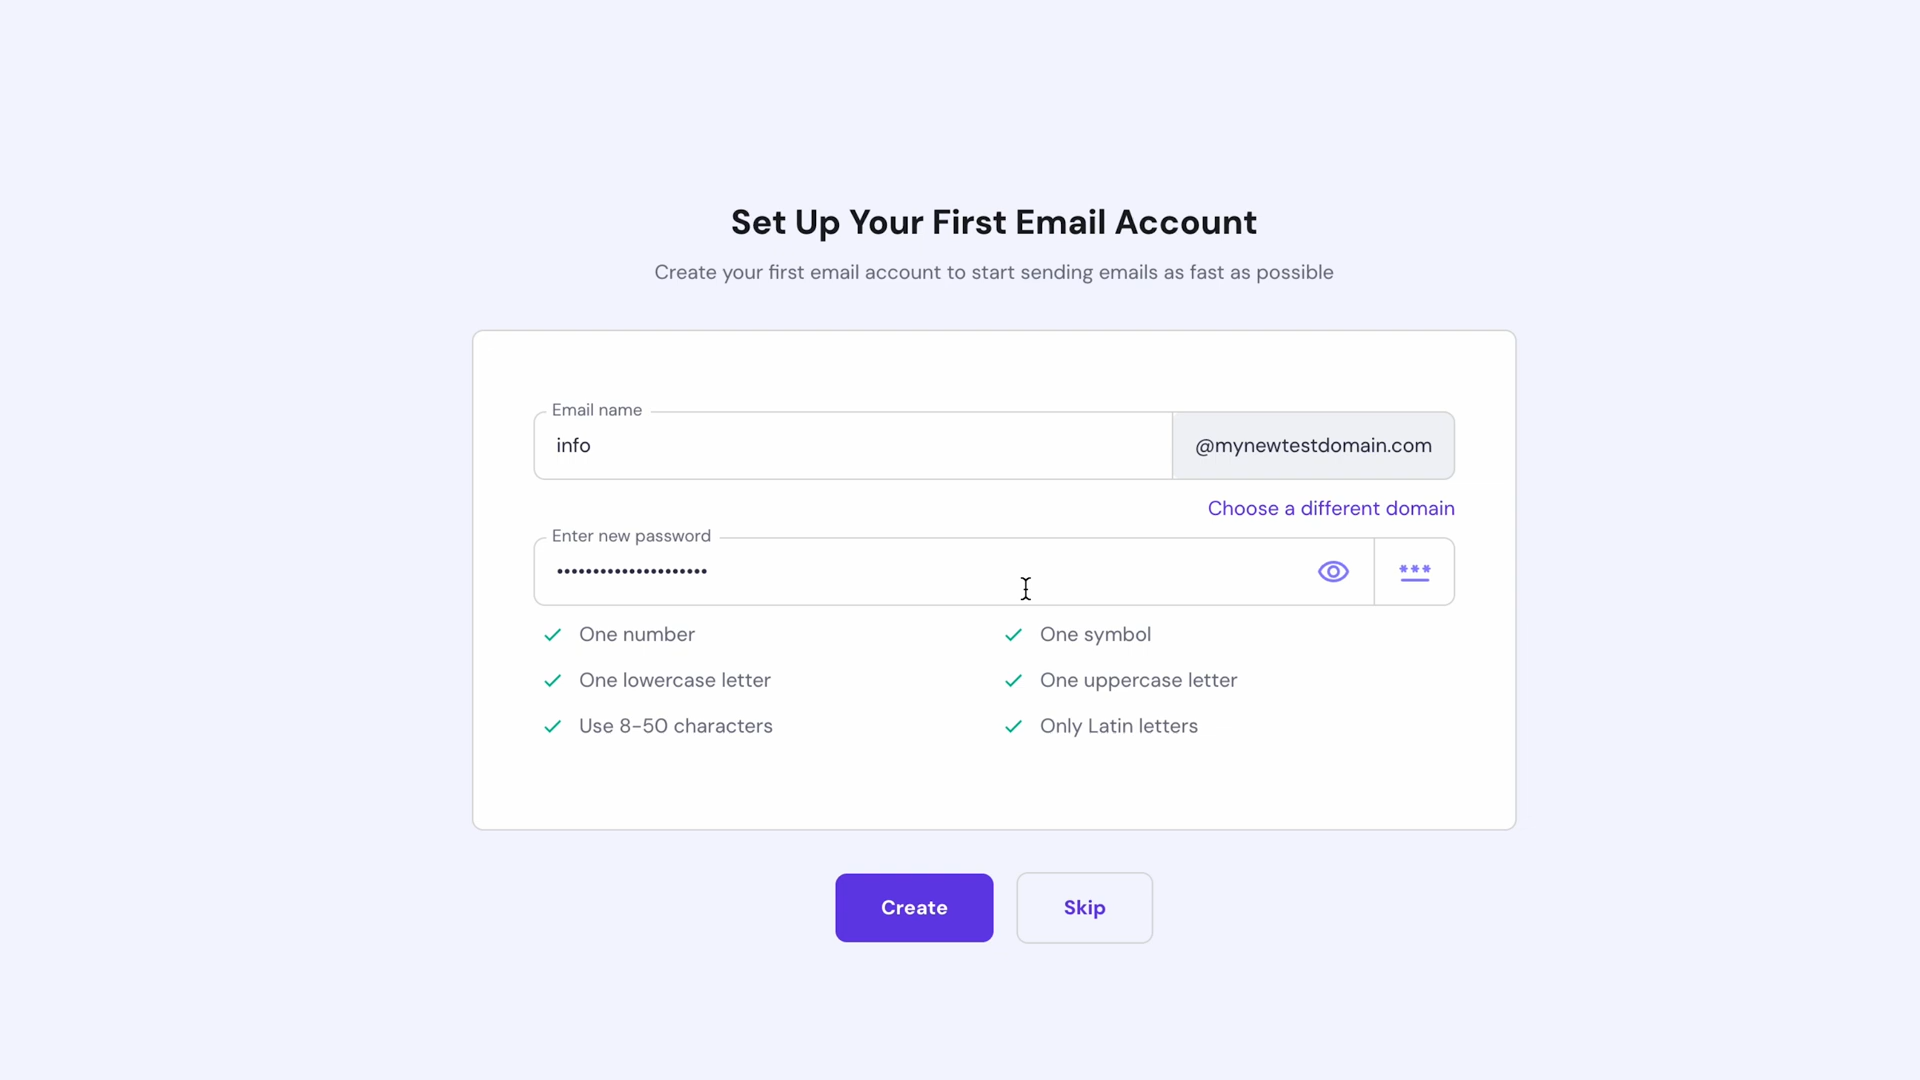 Set Up Your First Email Account
Create your first email account to start sending emails as fast as possible
Email name
info
@mynewtestdomain.com
Choose a different domain
Enter new password
•••••••••••••••••••••
***
One number
One symbol
One lowercase letter
One uppercase letter
Use 8-50 characters
Only Latin letters
Create
Skip